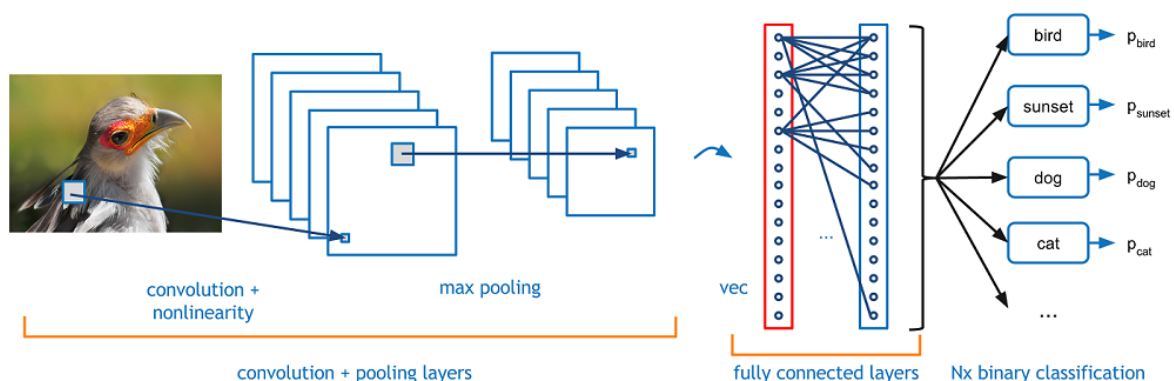 convolution +
nonlinearity
max pooling
convolution + pooling layers
vec
...
fully connected layers
bird
p_bird
sunset
p_sunset
dog
p_dog
cat
p_cat
...
Nx binary classification